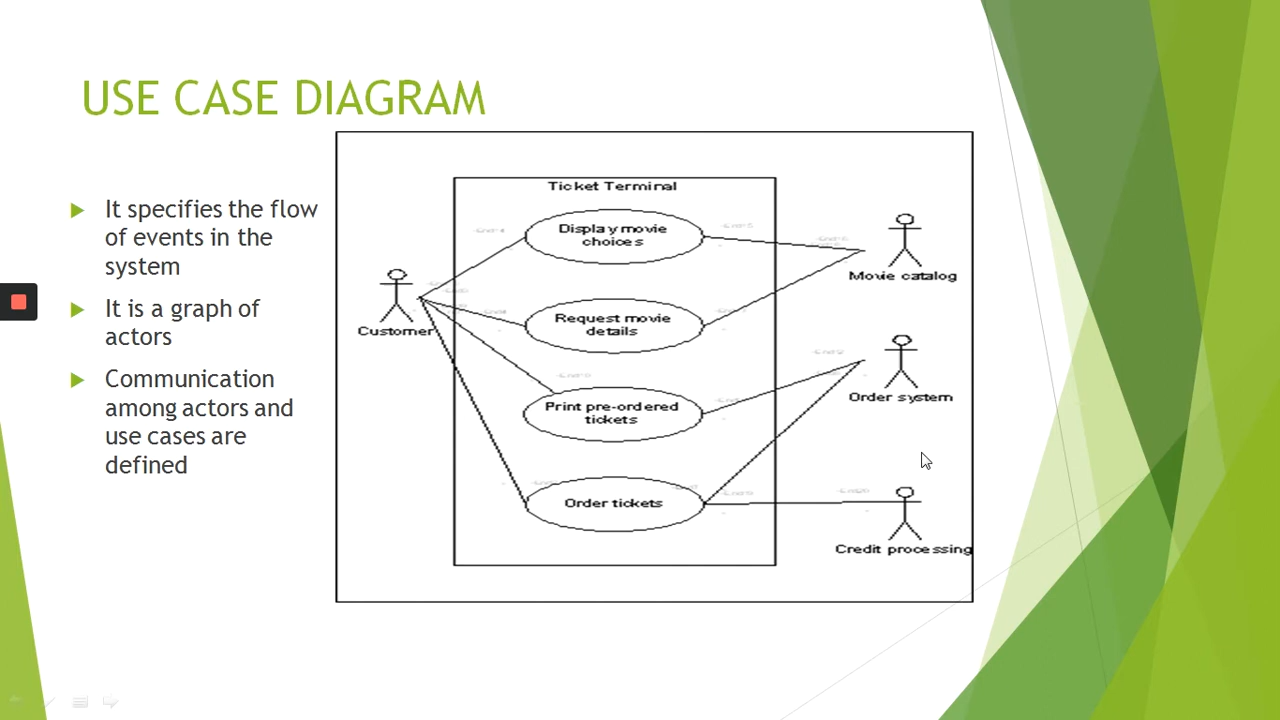 USE CASE DIAGRAM
It specifies the flow
of events in the
system
It is a graph of
actors
Communication
among actors and
use cases are
defined
Ticket Terminal
Display movie
choices
Request movie
details
Print pre-ordered
tickets
Order tickets
Customer
Movie catalog
Order system
Credit processing